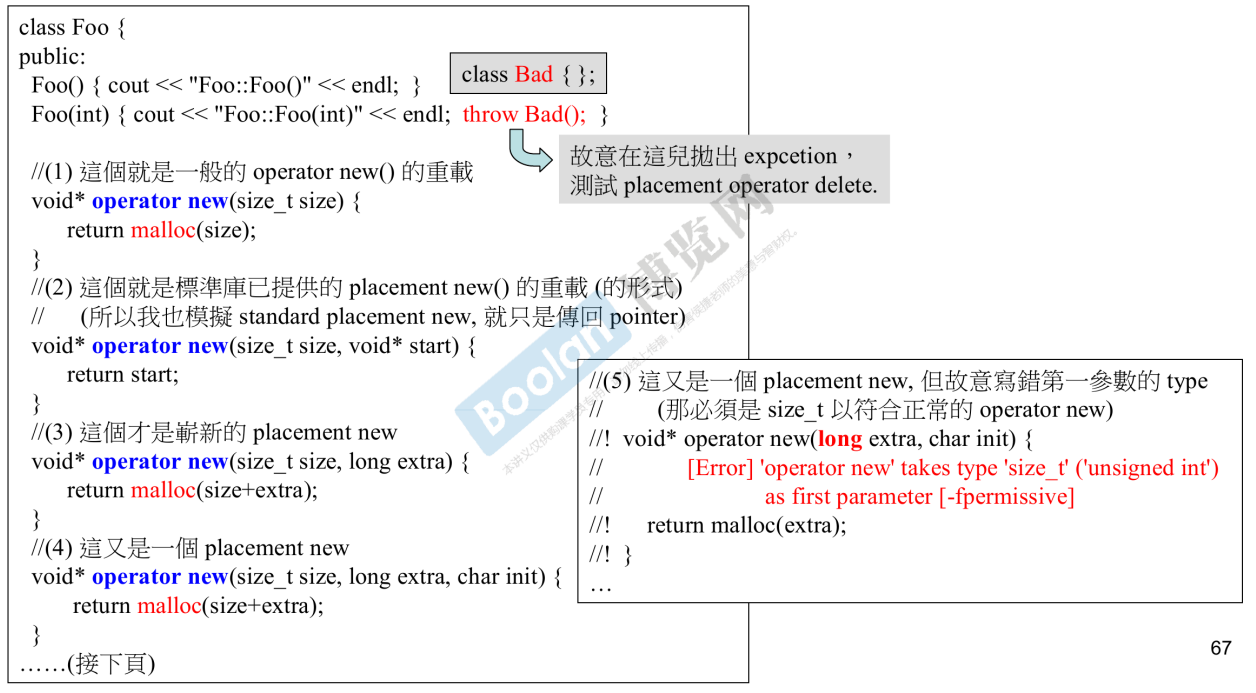 class Foo {
public:
Foo() { cout << "Foo::Foo()" << endl; }
class Bad { };
Foo(int) { cout << "Foo::Foo(int)" << endl; throw Bad(); }
故意在這兒拋出 expcetion，
測試 placement operator delete.
//(1) 這個就是一般的 operator new() 的重載
void* operator new(size_t size) {
return malloc(size);
}
//(2) 這個就是標準庫已提供的 placement new() 的重載 (的形式)
// (所以我也模擬 standard placement new, 就只是傳回 pointer)
void* operator new(size_t size, void* start) {
return start;
}
//(3) 這個才是嶄新的 placement new
void* operator new(size_t size, long extra) {
return malloc(size+extra);
}
//(4) 這又是一個 placement new
void* operator new(size_t size, long extra, char init) {
return malloc(size+extra);
}
……(接下頁)
//(5) 這又是一個 placement new, 但故意寫錯第一參數的 type
// (那必須是 size_t 以符合正常的 operator new)
//! void* operator new(long extra, char init) {
// [Error] 'operator new' takes type 'size_t' ('unsigned int')
// as first parameter [-fpermissive]
//! return malloc(extra);
//! }
…
Boolan 博览网
67